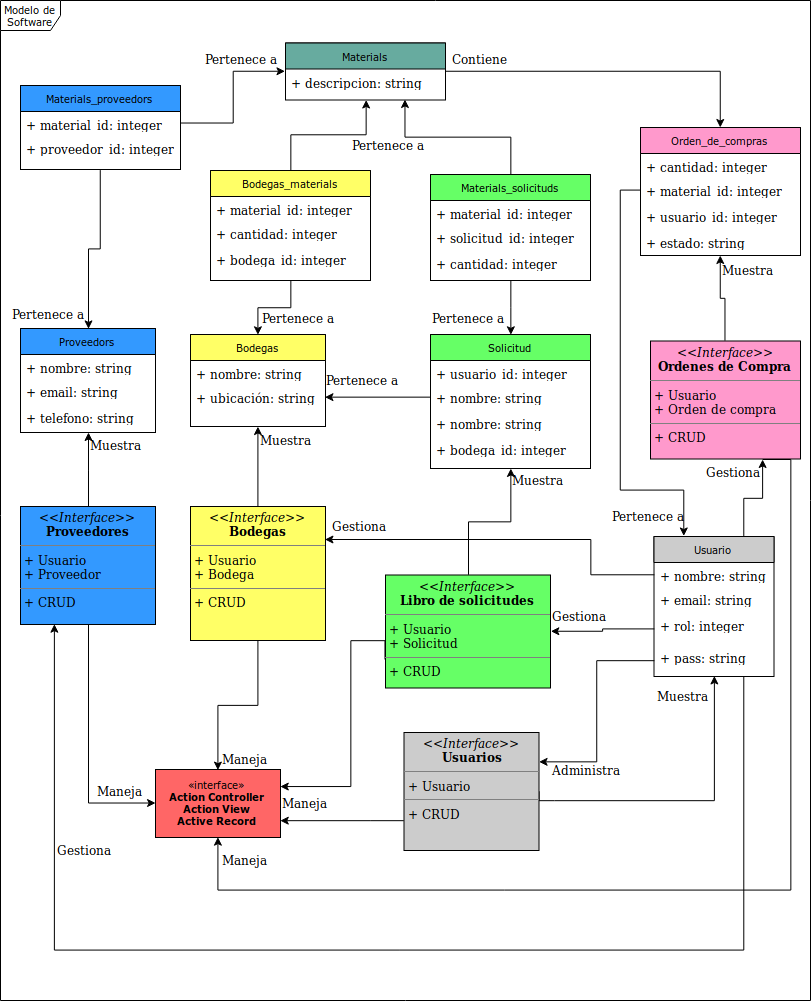 Modelo de
Software
Materials
+ descripcion: string
Pertenece a
Contiene
Materials_proveedors
+ material_id: integer
+ proveedor_id: integer
Pertenece a
Orden_de_compras
+ cantidad: integer
+ material_id: integer
+ usuario_id: integer
+ estado: string
Bodegas_materials
+ material_id: integer
+ cantidad: integer
+ bodega_id: integer
Materials_solicituds
+ material_id: integer
+ solicitud_id: integer
+ cantidad: integer
Muestra
Pertenece a
Pertenece a
Pertenece a
Proveedors
+ nombre: string
+ email: string
+ telefono: string
Bodegas
+ nombre: string
+ ubicación: string
Pertenece a
Solicitud
+ usuario_id: integer
+ nombre: string
+ nombre: string
+ bodega_id: integer
<<Interface>>
Ordenes de Compra
+ Usuario
+ Orden de compra
+ CRUD
Muestra
Muestra
Muestra
Gestiona
<<Interface>>
Proveedores
+ Usuario
+ Proveedor
+ CRUD
<<Interface>>
Bodegas
+ Usuario
+ Bodega
+ CRUD
Gestiona
Pertenece a
<<Interface>>
Libro de solicitudes
+ Usuario
+ Solicitud
+ CRUD
Gestiona
Usuario
+ nombre: string
+ email: string
+ rol: integer
+ pass: string
Muestra
<<Interface>>
Usuarios
+ Usuario
+ CRUD
Administra
Maneja
Maneja
Maneja
«interface»
Action Controller
Action View
Active Record
Gestiona
Maneja